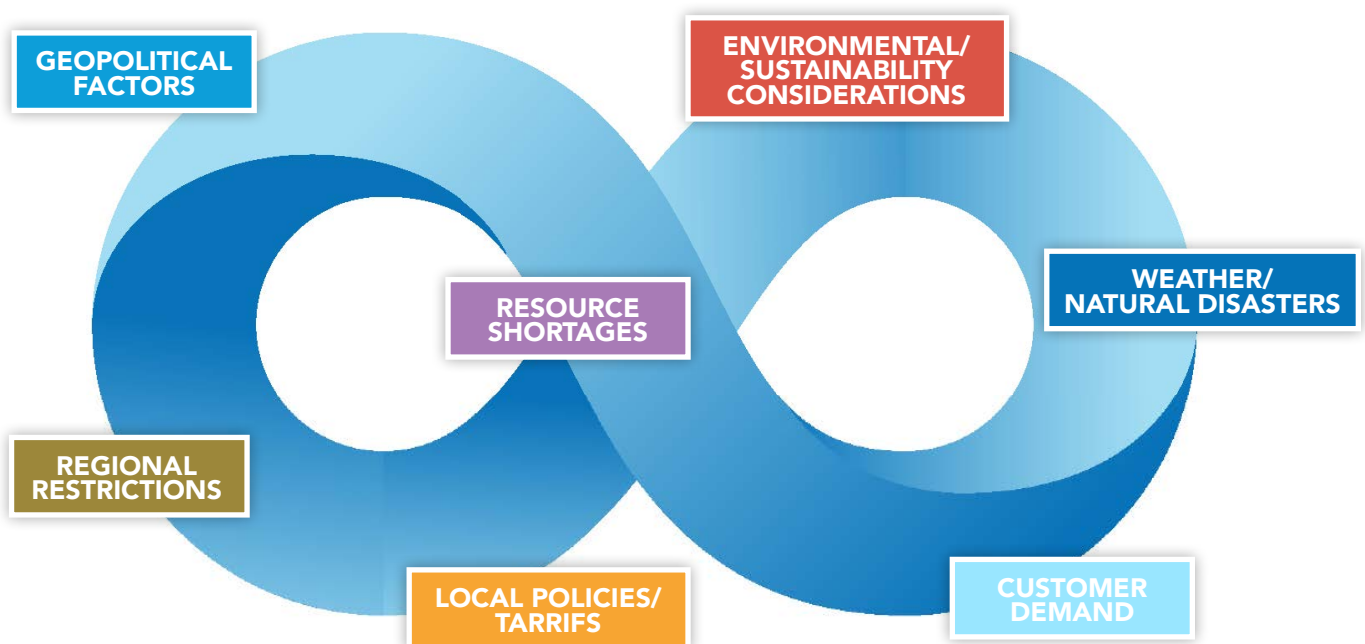 GEOPOLITICAL
FACTORS
ENVIRONMENTAL/
SUSTAINABILITY
CONSIDERATIONS
RESOURCE
SHORTAGES
WEATHER/
NATURAL DISASTERS
REGIONAL
RESTRICTIONS
LOCAL POLICIES/
TARRIFS
CUSTOMER
DEMAND